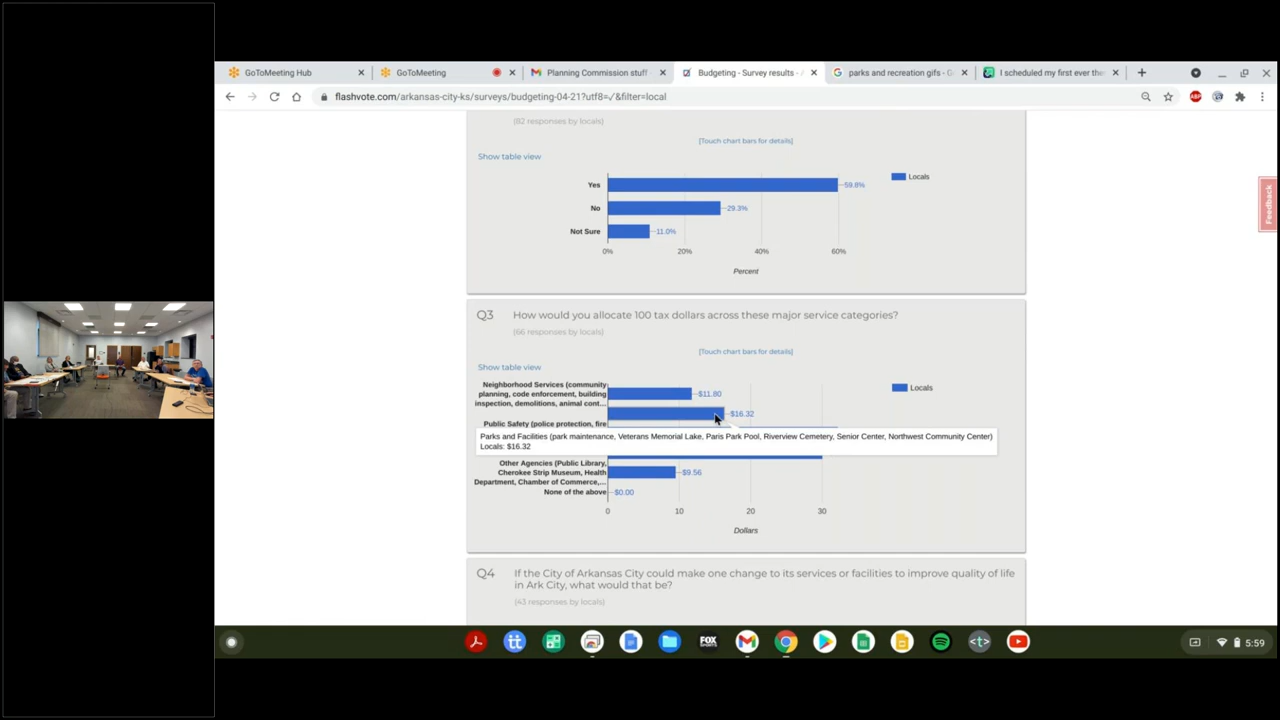 GoToMeeting Hub
GoToMeeting
Planning Commission stuff
Budgeting - Survey results - A
parks and recreation gifs - G
I scheduled my first ever the
flashvote.com/arkansas-city-ks/surveys/budgeting-04-21?utf8=✓&filter=local
ABP
Feedback
(82 responses by locals)
[Touch chart bars for details]
Show table view
Locals
Yes
59.8%
No
29.3%
Not Sure
11.0%
0% 20% 40% 60%
Percent
Q3 How would you allocate 100 tax dollars across these major service categories?
(66 responses by locals)
[Touch chart bars for details]
Show table view
Locals
Neighborhood Services (community
planning, code enforcement, building
inspection, demolitions, animal cont...
$11.80
$16.32
Public Safety (police protection, fire
Parks and Facilities (park maintenance, Veterans Memorial Lake, Paris Park Pool, Riverview Cemetery, Senior Center, Northwest Community Center)
Locals: $16.32
Other Agencies (Public Library,
Cherokee Strip Museum, Health
Department, Chamber of Commerce,...
$9.56
None of the above
$0.00
0 10 20 30
Dollars
Q4 If the City of Arkansas City could make one change to its services or facilities to improve quality of life
in Ark City, what would that be?
(43 responses by locals)
tt
FOX
SPORTS
<t>
5:59